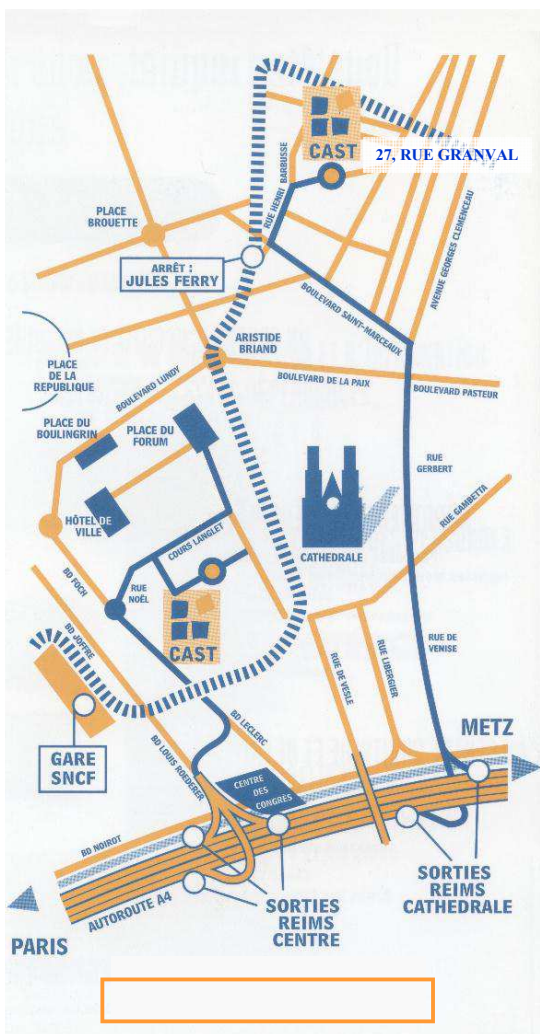 CAST
27, RUE GRANVAL
RUE HENRI
BARBUSSE
PLACE
BROUETTE
AVENUE GEORGES CLEMENCEAU
ARRÊT :
JULES FERRY
BOULEVARD SAINT-MARCEAUX
ARISTIDE
BRIAND
PLACE
DE LA
REPUBLIQUE
BOULEVARD LUNDY
BOULEVARD DE LA PAIX
BOULEVARD PASTEUR
PLACE DU
BOULINGRIN
PLACE DU
FORUM
RUE
GERBERT
RUE GAMBETTA
HÔTEL DE
VILLE
COURS LANGLET
CATHEDRALE
BD FOCH
RUE
NOËL
BD JOFFRE
CAST
RUE DE
VENISE
RUE DE VESLE
RUE LIBERGIER
GARE
SNCF
BD LOUIS ROEDERER
BD LECLERC
METZ
CENTRE
DES
CONGRÈS
BD NOIROT
AUTOROUTE A4
SORTIES
REIMS
CATHEDRALE
SORTIES
REIMS
CENTRE
PARIS